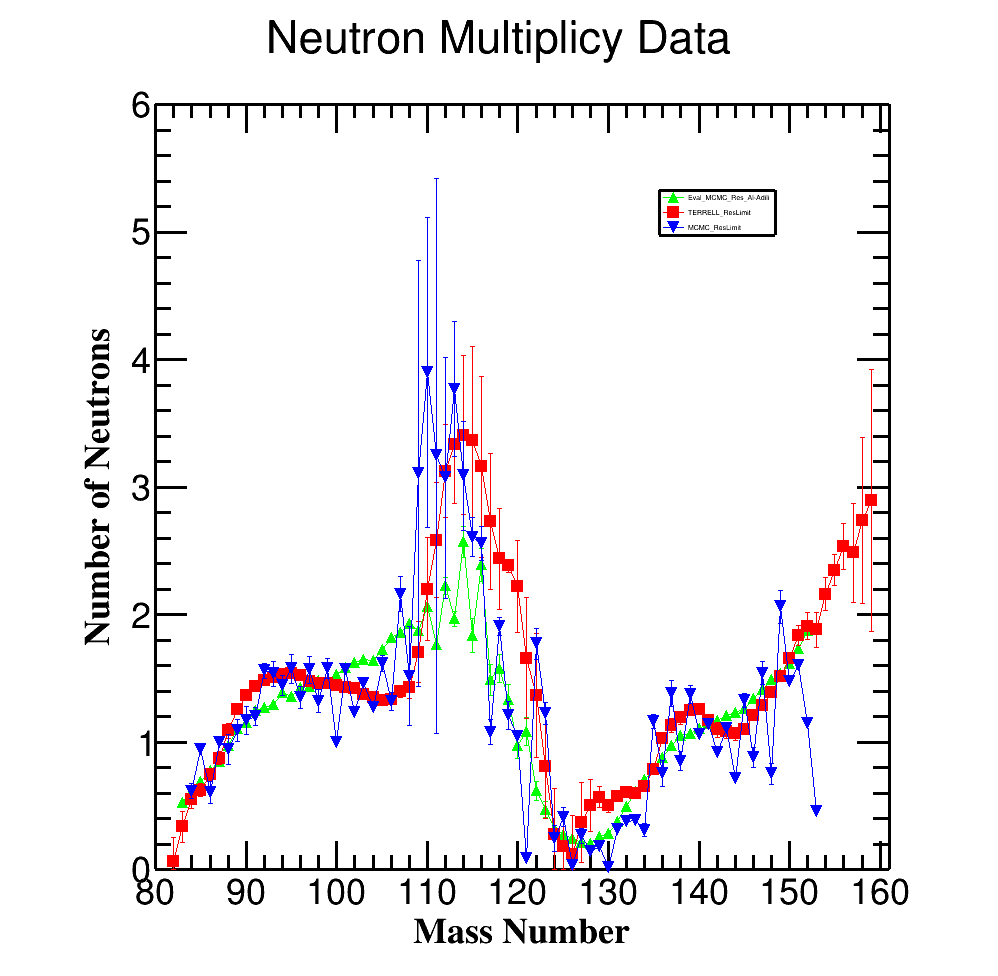 Neutron Multiplicy Data
6
5
4
3
2
1
0
Number of Neutrons
Eval_MCMC_Res_Al-Adili
TERRELL_ResLimit
MCMC_ResLimit
80 90 100 110 120 130 140 150 160
Mass Number